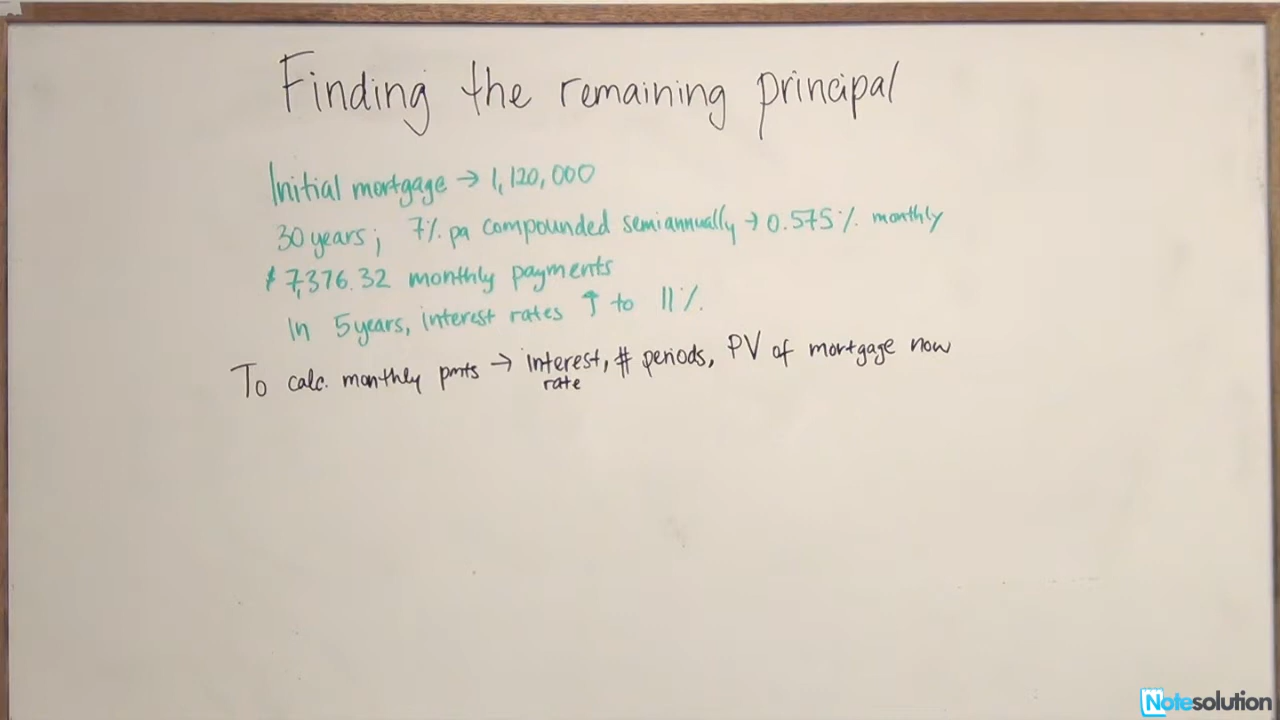 Finding the remaining principal
Initial mortgage → 1,120,000
30 years; 7% pa compounded semiannually → 0.575% monthly
$7,376.32 monthly payments
In 5 years, interest rates ↑ to 11%.
To calc. monthly pmts → interest, # periods, PV of mortgage now
rate
Notesolution